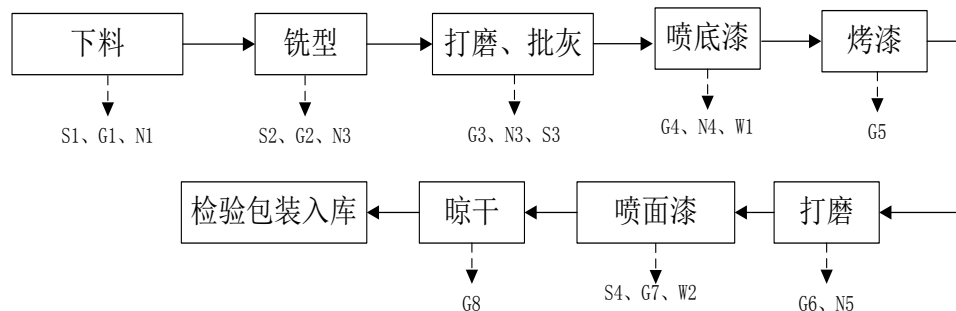 下料
铣型
打磨、批灰
喷底漆
烤漆
S1、G1、N1
S2、G2、N3
G3、N3、S3
G4、N4、W1
G5
检验包装入库
晾干
喷面漆
打磨
G8
S4、G7、W2
G6、N5